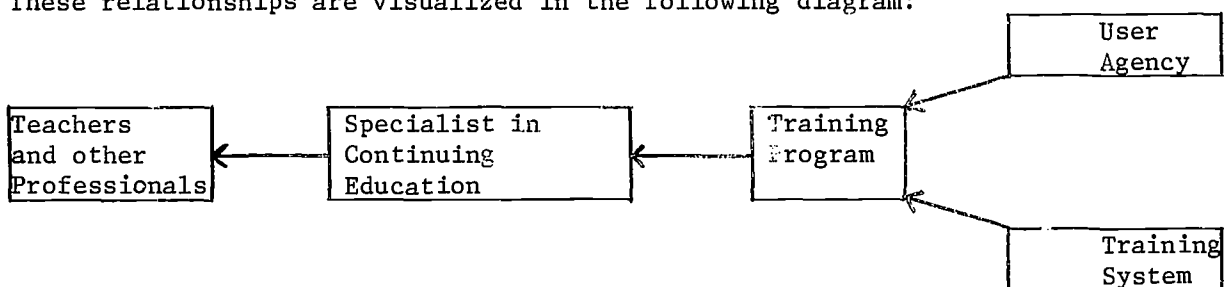 These relationships are visualized in the following diagram:
User
Agency
Teachers
and other
Professionals
Specialist in
Continuing
Education
Training
Program
Training
System